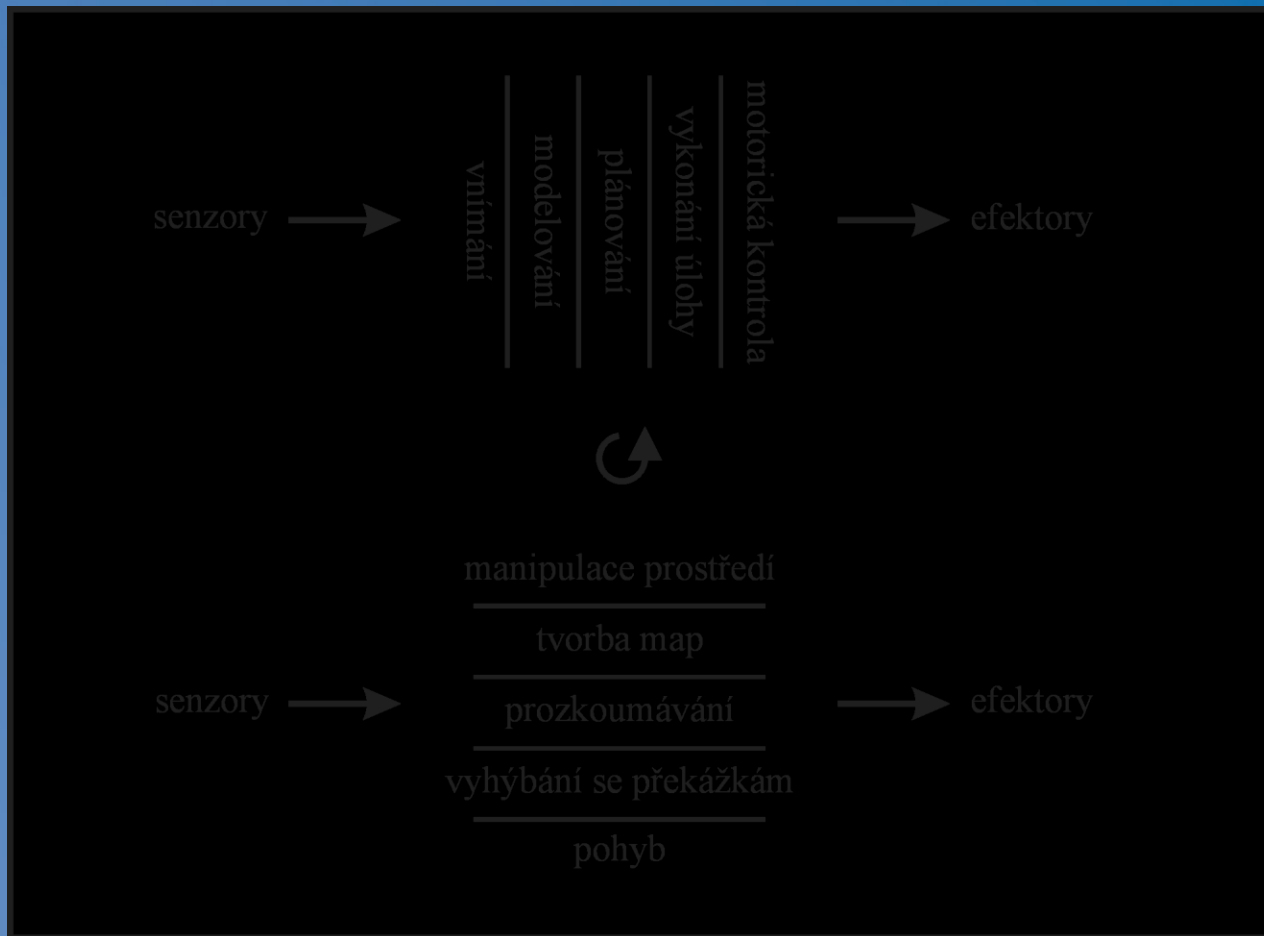 senzory
vnímání
modelování
plánování
vykonání úlohy
motorická kontrola
efektory
manipulace prostředí
tvorba map
senzory
prozkoumávání
efektory
vyhýbání se překážkám
pohyb